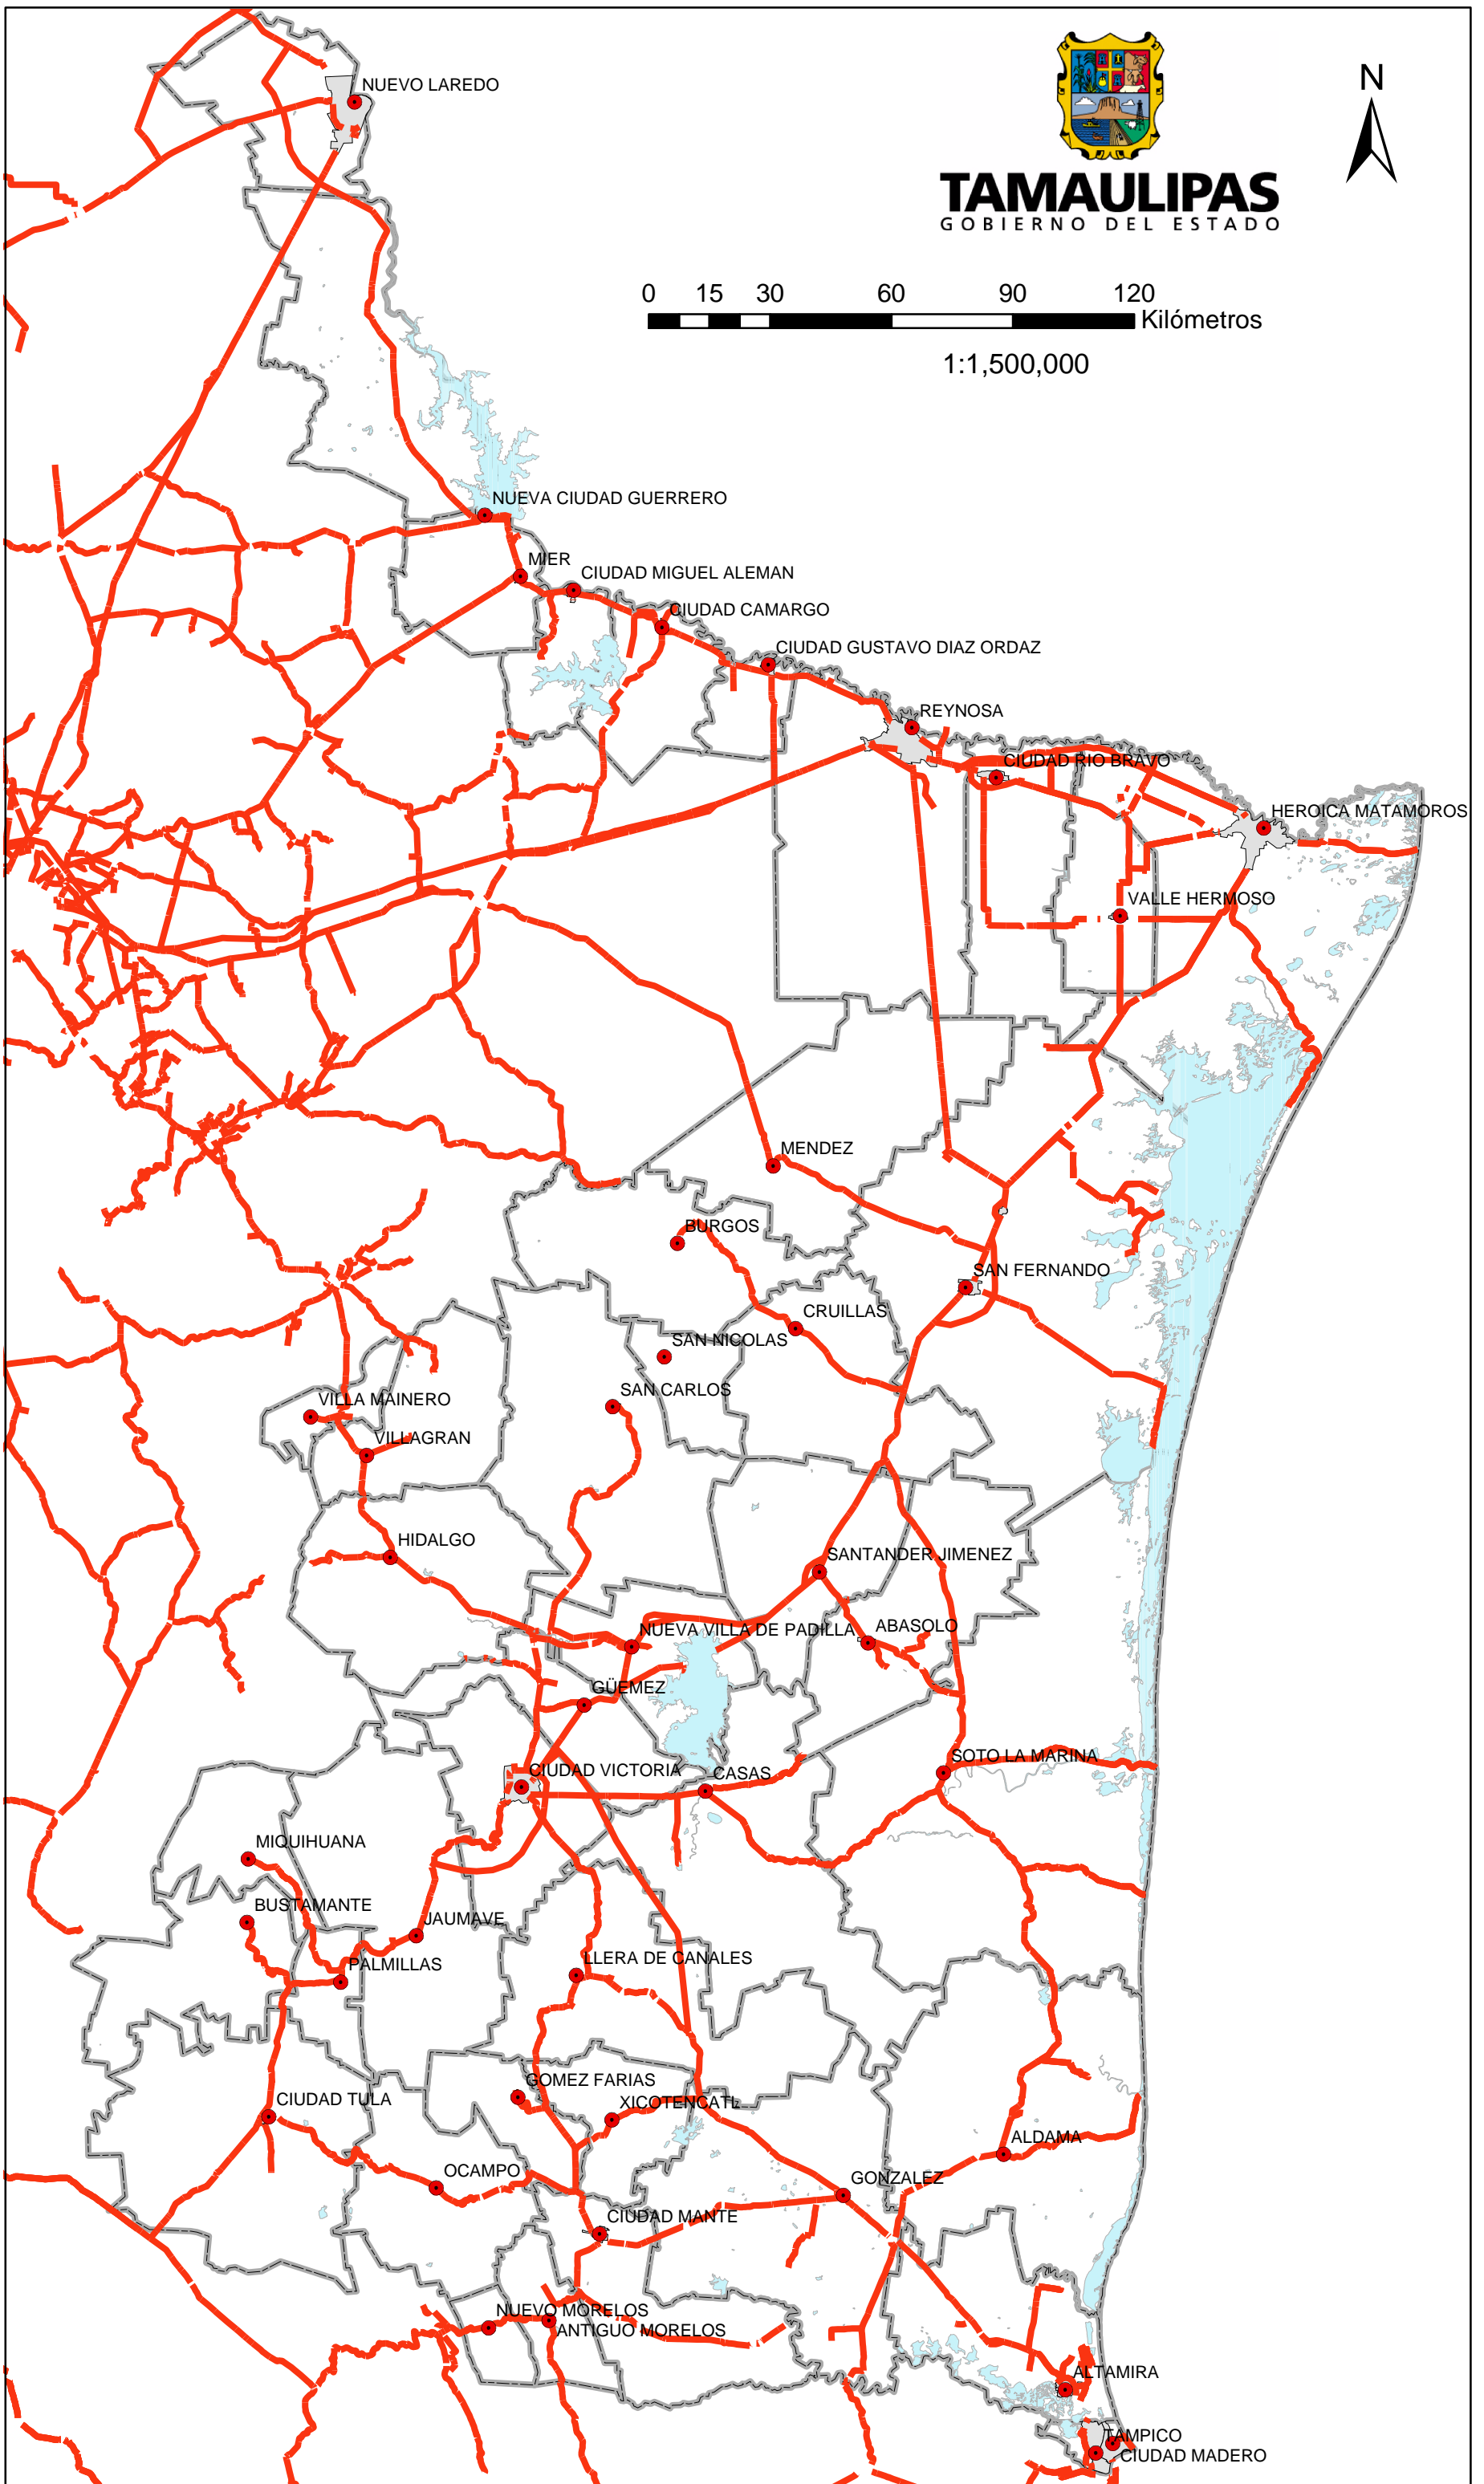 NUEVO LAREDO
TAMAULIPAS
GOBIERNO DEL ESTADO
N
0 15 30 60 90 120
Kilómetros
1:1,500,000
NUEVA CIUDAD GUERRERO
MIER
CIUDAD MIGUEL ALEMAN
CIUDAD CAMARGO
CIUDAD GUSTAVO DIAZ ORDAZ
REYNOSA
CIUDAD RIO BRAVO
HEROICA MATAMOROS
VALLE HERMOSO
MENDEZ
BURGOS
SAN FERNANDO
CRUILLAS
SAN NICOLAS
SAN CARLOS
VILLA MAINERO
VILLAGRAN
HIDALGO
SANTANDER JIMENEZ
ABASOLO
NUEVA VILLA DE PADILLA
GÜEMEZ
SOTO LA MARINA
CIUDAD VICTORIA
CASAS
MIQUIHUANA
BUSTAMANTE
JAUMAVE
LLERA DE CANALES
PALMILLAS
GOMEZ FARIAS
XICOTENCATL
CIUDAD TULA
ALDAMA
OCAMPO
GONZALEZ
CIUDAD MANTE
NUEVO MORELOS
ANTIGUO MORELOS
ALTAMIRA
TAMPICO
CIUDAD MADERO